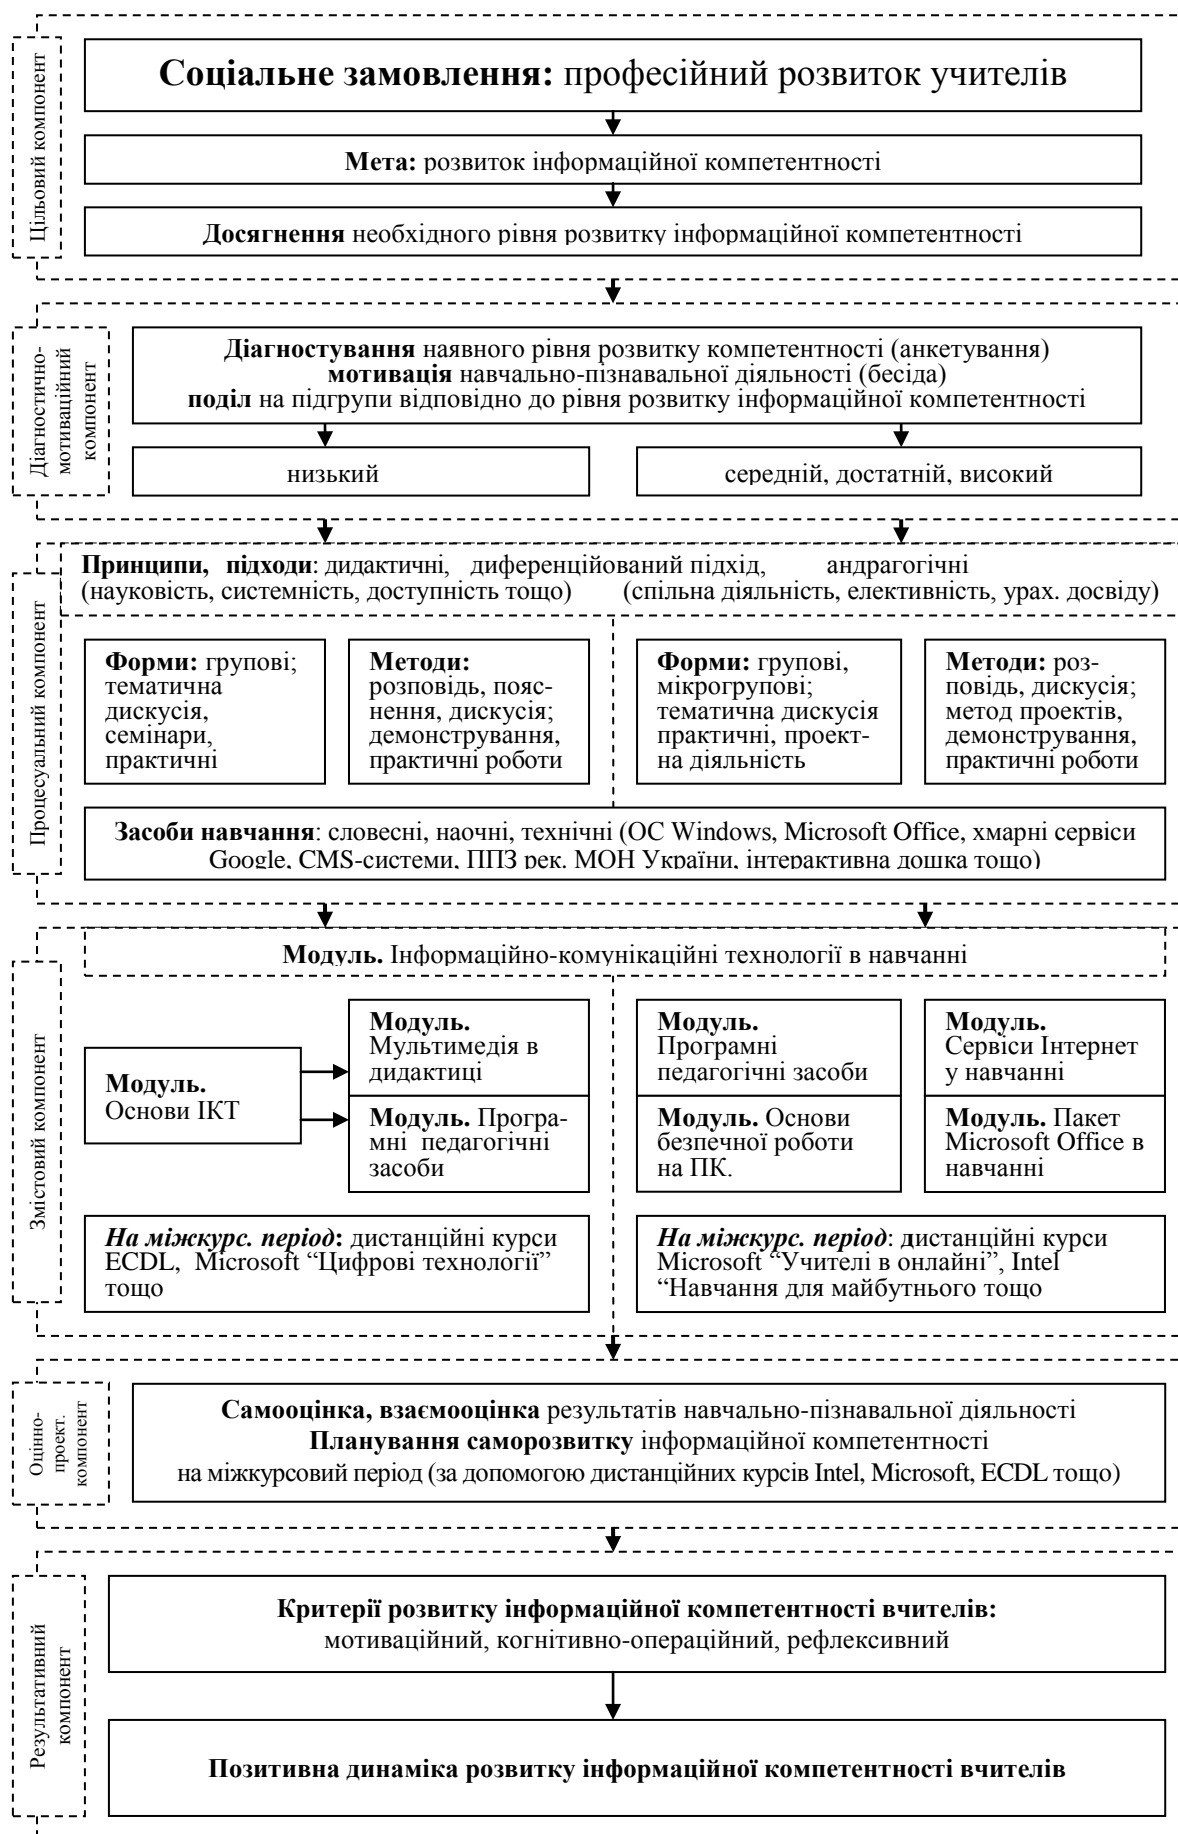 Цільовий компонент
Соціальне замовлення: професійний розвиток учителів
Мета: розвиток інформаційної компетентності
Досягнення необхідного рівня розвитку інформаційної компетентності
Діагностично-
мотиваційний
компонент
Діагностування наявного рівня розвитку компетентності (анкетування)
мотивація навчально-пізнавальної діяльності (бесіда)
поділ на підгрупи відповідно до рівня розвитку інформаційної компетентності
низький
середній, достатній, високий
Процесуальний компонент
Принципи, підходи: дидактичні, диференційований підхід, андрагогічні
(науковість, системність, доступність тощо) (спільна діяльність, елективність, урах. досвіду)
Форми: групові;
тематична
дискусія,
семінари,
практичні
Методи:
розповідь, пояс-
нення, дискусія;
демонстрування,
практичні роботи
Форми: групові,
мікрогрупові;
тематична дискусія
практичні, проект-
на діяльність
Методи: роз-
повідь, дискусія;
метод проектів,
демонстрування,
практичні роботи
Засоби навчання: словесні, наочні, технічні (ОС Windows, Microsoft Office, хмарні сервіси
Google, CMS-системи, ППЗ рек. МОН України, інтерактивна дошка тощо)
Змістовий компонент
Модуль. Інформаційно-комунікаційні технології в навчанні
Модуль.
Основи ІКТ
Модуль.
Мультимедія в
дидактиці
Модуль. Програ-
мні педагогічні
засоби
Модуль.
Програмні
педагогічні засоби
Модуль. Основи
безпечної роботи
на ПК.
Модуль.
Сервіси Інтернет
у навчанні
Модуль. Пакет
Microsoft Office в
навчанні
На міжкурс. період: дистанційні курси
ECDL, Microsoft “Цифрові технології”
тощо
На міжкурс. період: дистанційні курси
Microsoft “Учителі в онлайні”, Intel
“Навчання для майбутнього тощо
Оцінно-
проект.
компонент
Самооцінка, взаємооцінка результатів навчально-пізнавальної діяльності
Планування саморозвитку інформаційної компетентності
на міжкурсовий період (за допомогою дистанційних курсів Intel, Microsoft, ECDL тощо)
Результативний
компонент
Критерії розвитку інформаційної компетентності вчителів:
мотиваційний, когнітивно-операційний, рефлексивний
Позитивна динаміка розвитку інформаційної компетентності вчителів